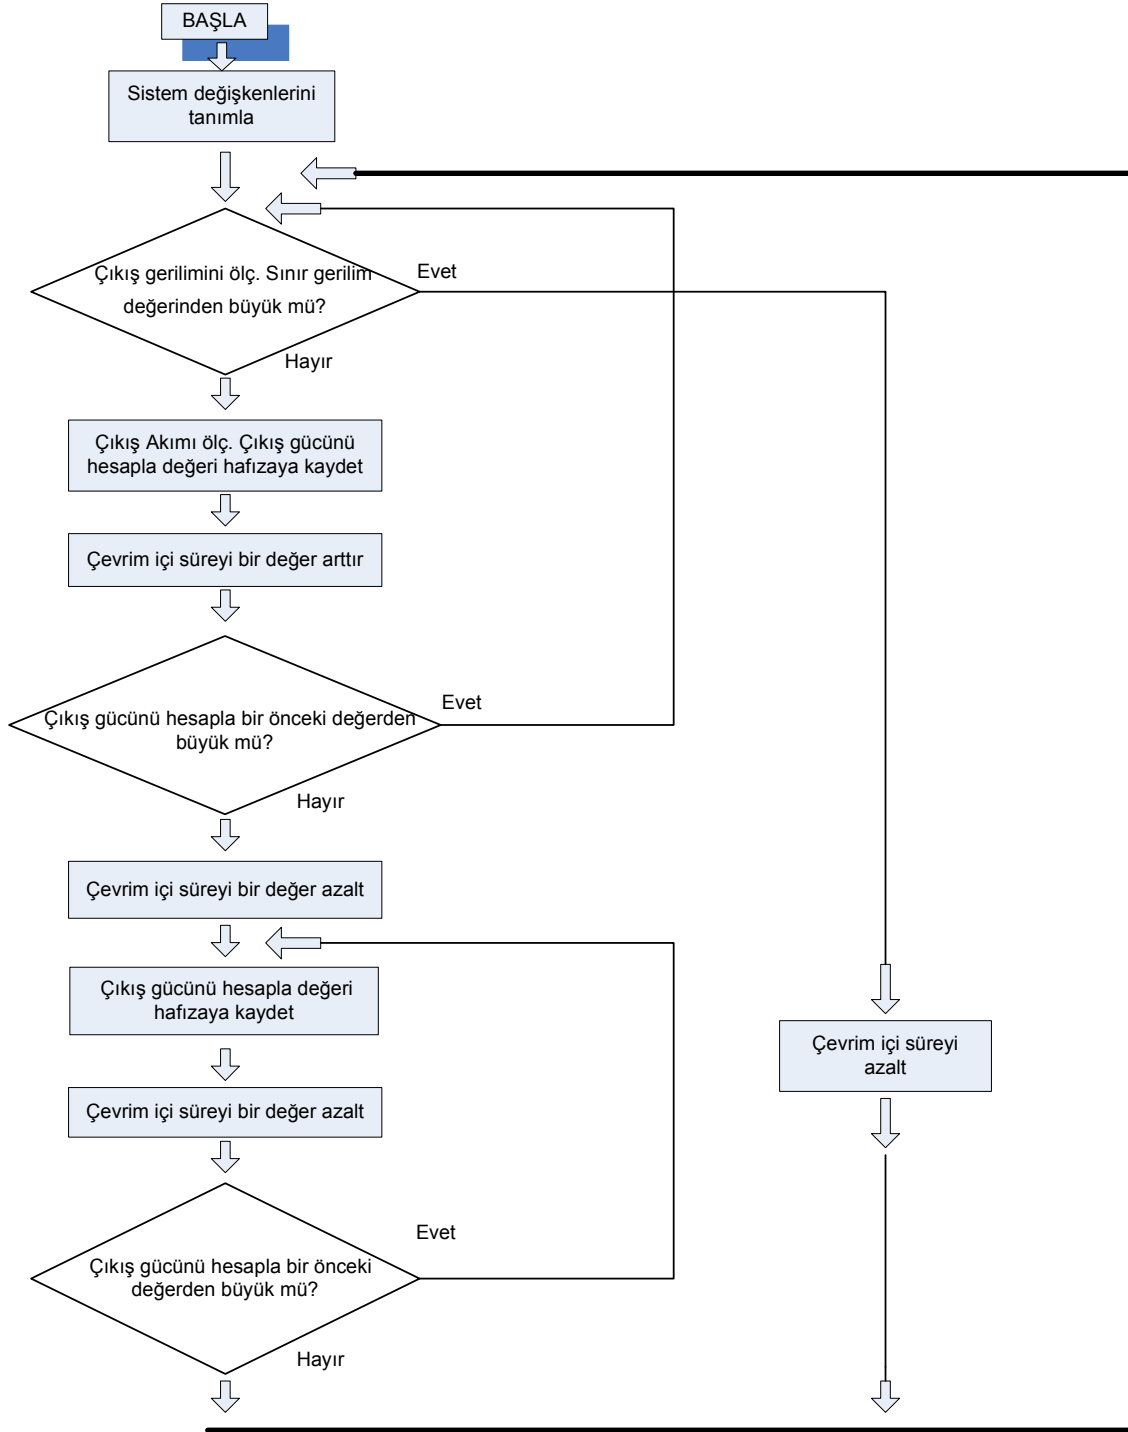 BAŞLA
Sistem değişkenlerini
tanımla
Çıkış gerilimini ölç. Sınır gerilim
değerinden büyük mü?
Evet
Hayır
Çıkış Akımı ölç. Çıkış gücünü
hesapla değeri hafızaya kaydet
Çevrim içi süreyi bir değer arttır
Çıkış gücünü hesapla bir önceki değerden
büyük mü?
Evet
Hayır
Çevrim içi süreyi bir değer azalt
Çıkış gücünü hesapla değeri
hafızaya kaydet
Çevrim içi süreyi
azalt
Çevrim içi süreyi bir değer azalt
Çıkış gücünü hesapla bir önceki
değerden büyük mü?
Evet
Hayır